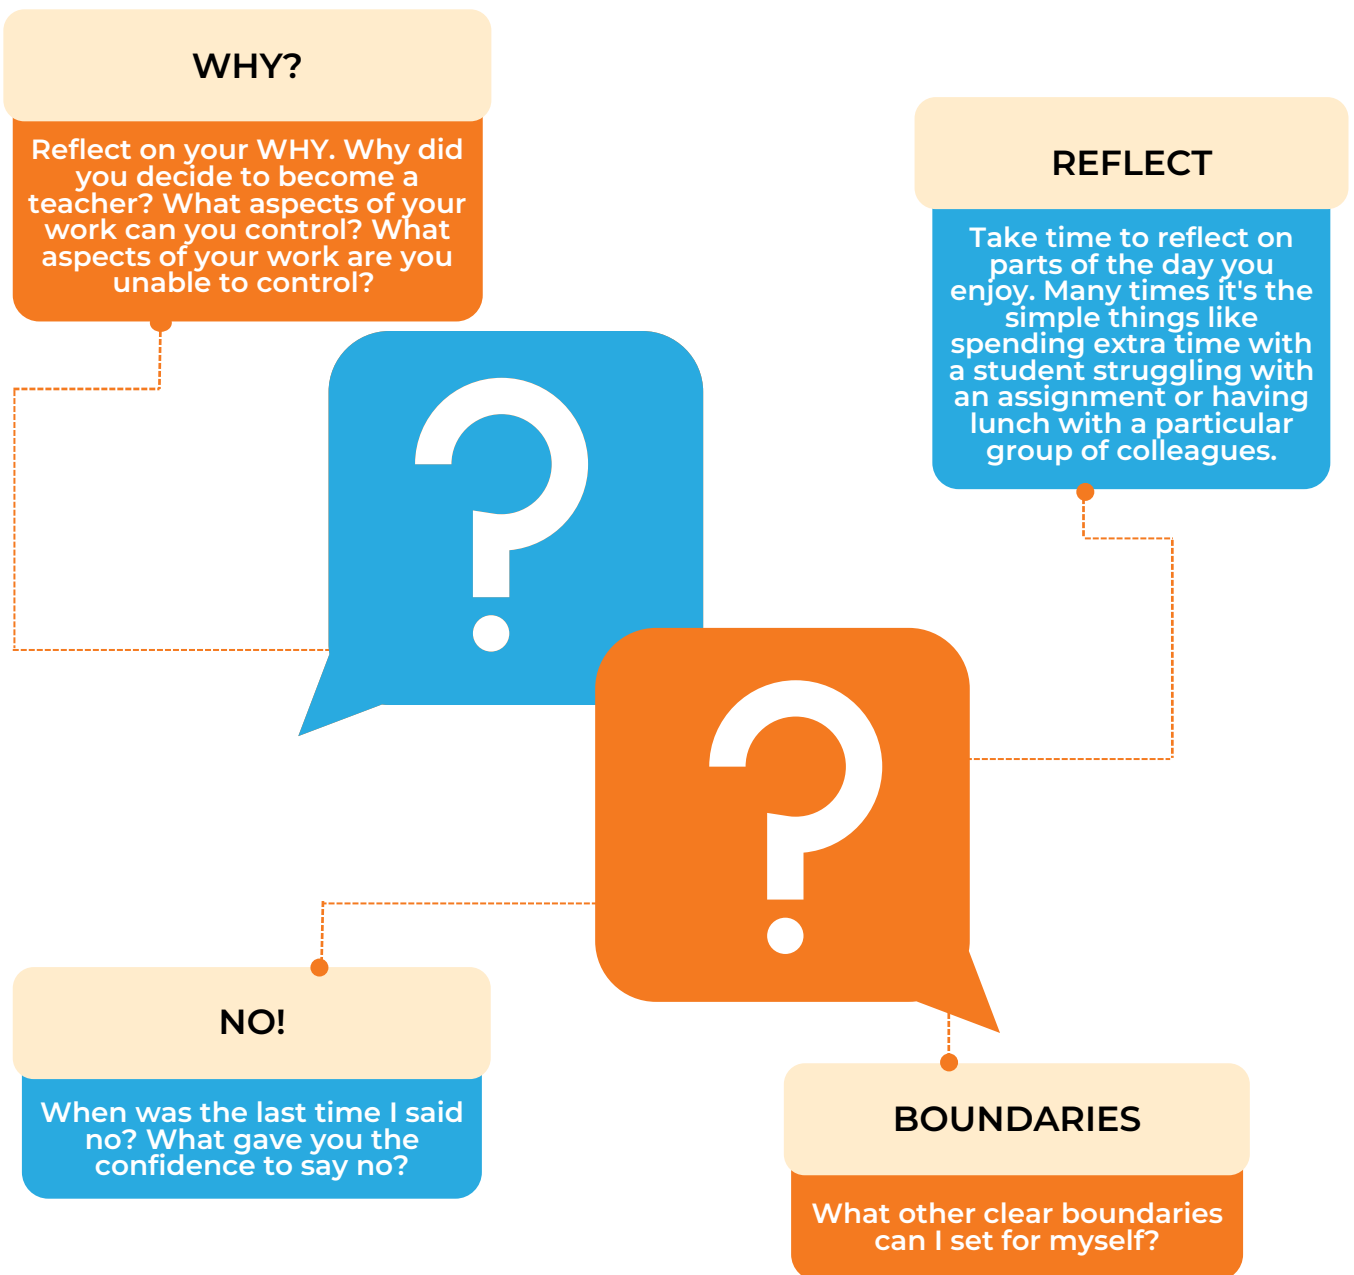 WHY?
Reflect on your WHY. Why did
you decide to become a
teacher? What aspects of your
work can you control? What
aspects of your work are you
unable to control?
REFLECT
Take time to reflect on
parts of the day you
enjoy. Many times it's the
simple things like
spending extra time with
a student struggling with
an assignment or having
lunch with a particular
group of colleagues.
?
?
NO!
When was the last time I said
no? What gave you the
confidence to say no?
BOUNDARIES
What other clear boundaries
can I set for myself?